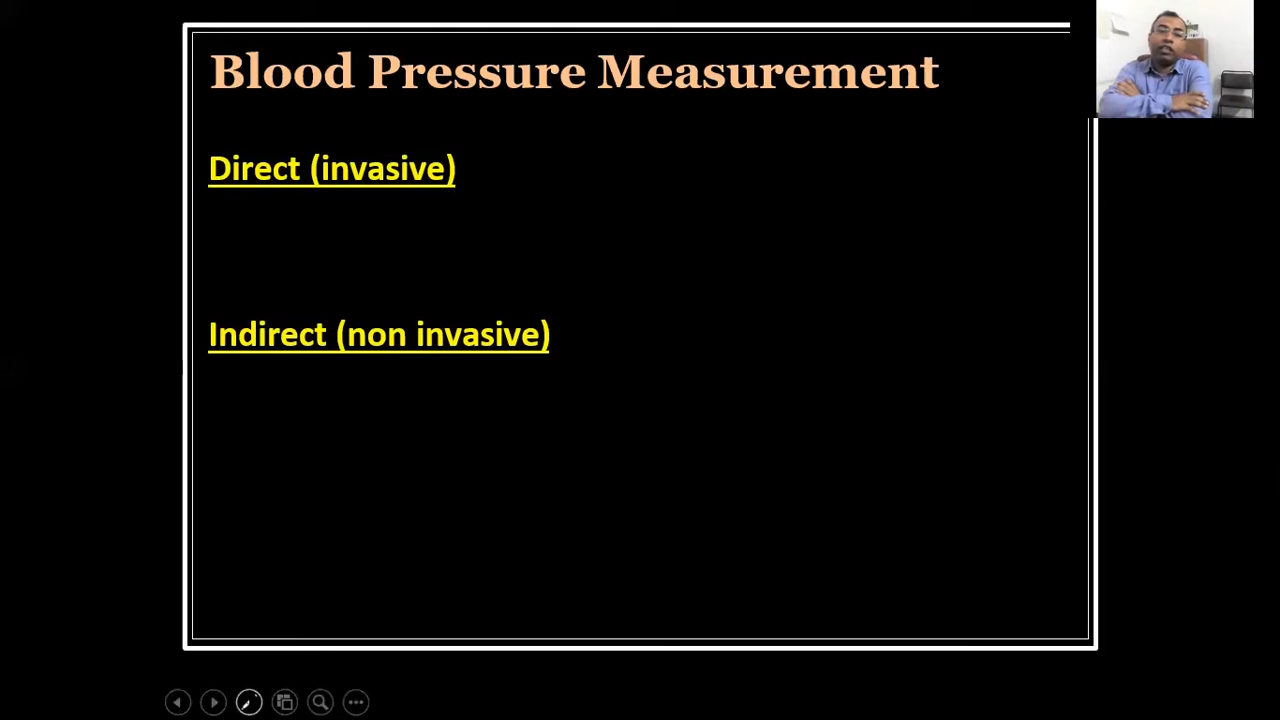 Blood Pressure Measurement
Direct (invasive)
Indirect (non invasive)